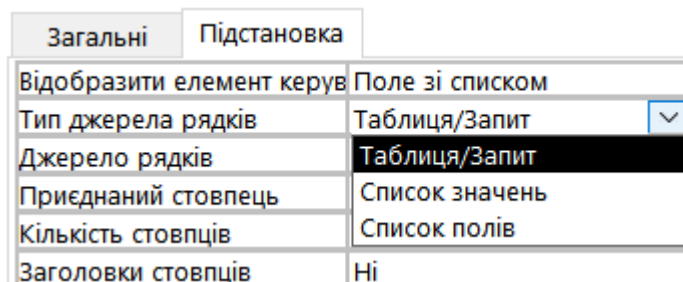 Загальні Підстановка
Відобразити елемент керув Поле зі списком
Тип джерела рядків Таблиця/Запит
Джерело рядків Таблиця/Запит
Приєднаний стовпець Список значень
Кількість стовпців Список полів
Заголовки стовпців Ні